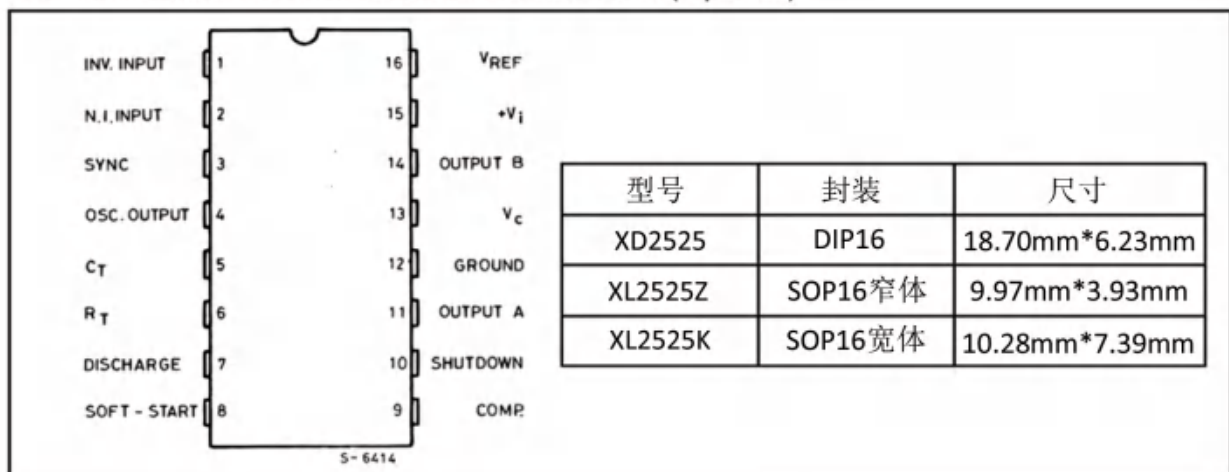 INV. INPUT 1 16 VREF
N.I. INPUT 2 15 +Vi
SYNC 3 14 OUTPUT B
OSC. OUTPUT 4 13 Vc
CT 5 12 GROUND
RT 6 11 OUTPUT A
DISCHARGE 7 10 SHUTDOWN
SOFT - START 8 9 COMP.
S-6414
型号 封装 尺寸
XD2525 DIP16 18.70mm*6.23mm
XL2525Z SOP16窄体 9.97mm*3.93mm
XL2525K SOP16宽体 10.28mm*7.39mm